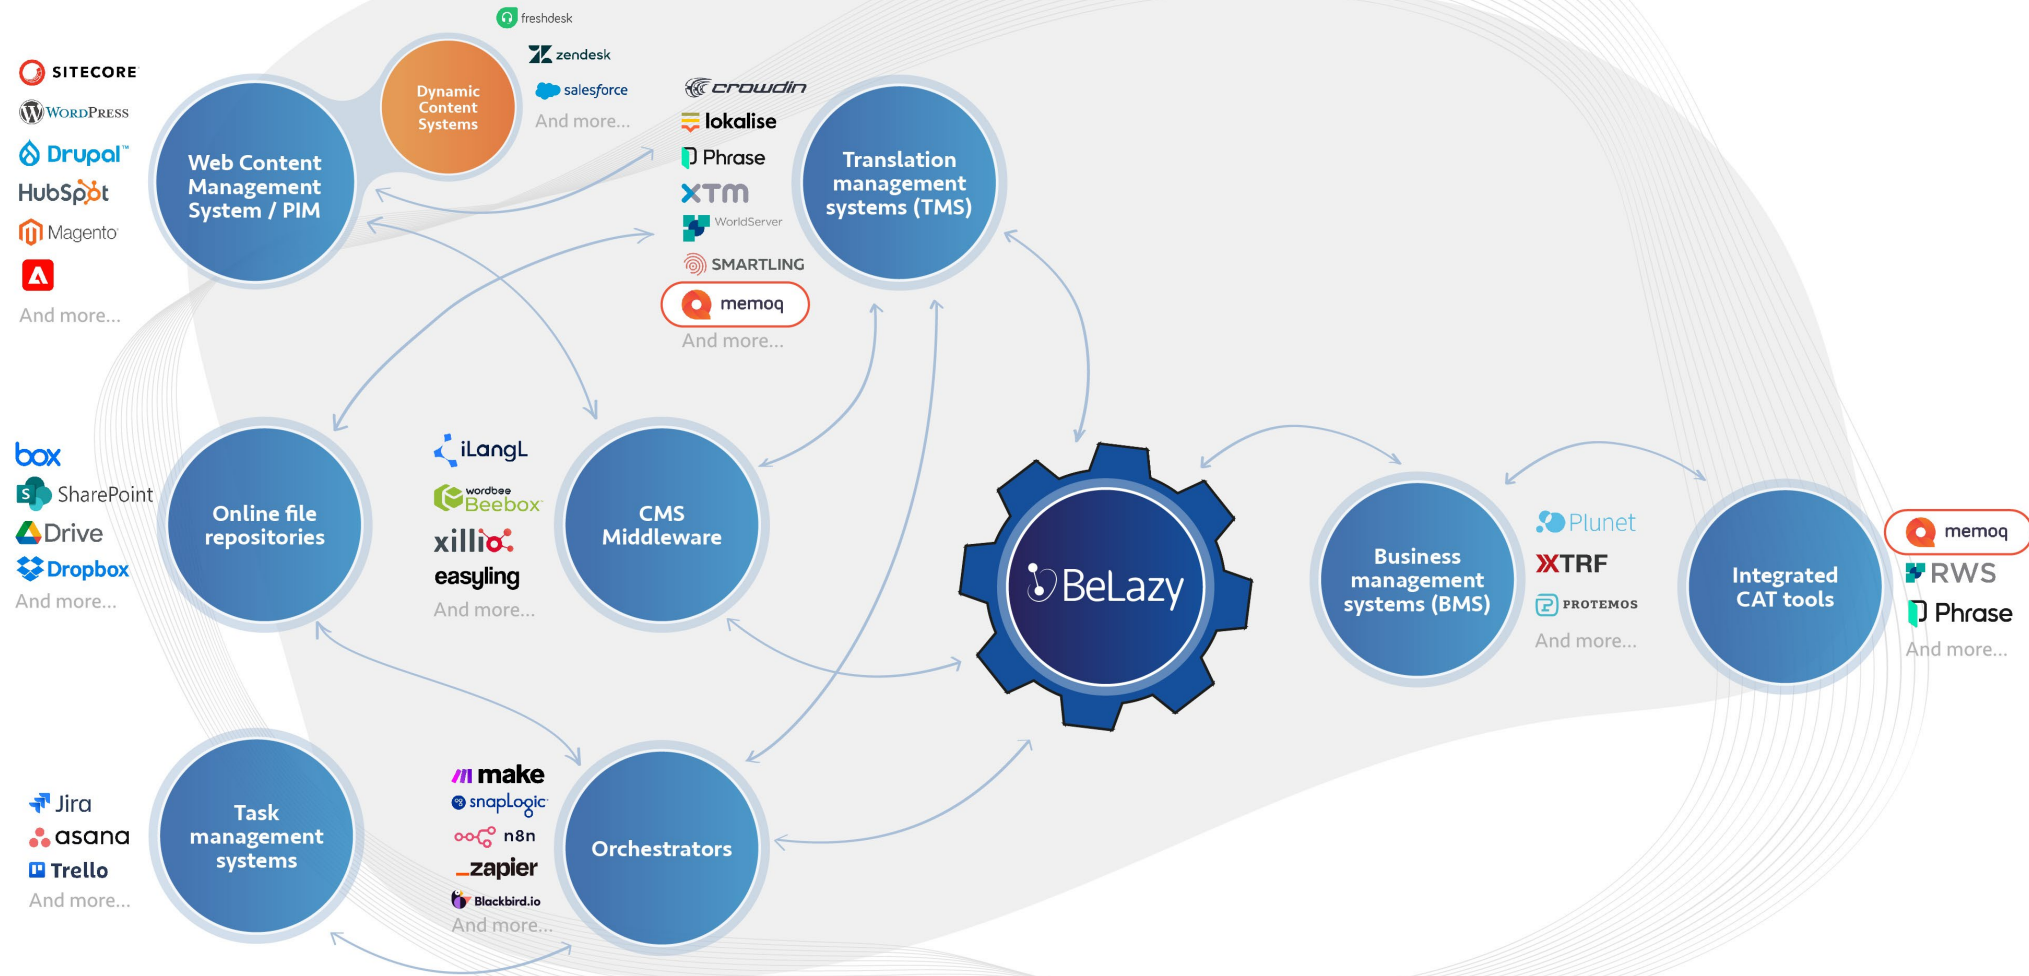 freshdesk
zendesk
salesforce
And more...
Dynamic
Content
Systems
SITECORE
WORDPRESS
Drupal™
HubSpot
Magento
And more...
Web Content
Management
System / PIM
crowdin
lokalise
Phrase
XTM
WorldServer
SMARTLING
memoq
And more...
Translation
management
systems (TMS)
box
SharePoint
Drive
Dropbox
And more...
Online file
repositories
iLangL
wordbee
Beebox
xillio
easyling
And more...
CMS
Middleware
BeLazy
Business
management
systems (BMS)
Plunet
XTRF
PROTEMOS
And more...
Integrated
CAT tools
memoq
RWS
Phrase
And more...
Jira
asana
Trello
And more...
Task
management
systems
make
snapLogic
n8n
zapier
Blackbird.io
And more...
Orchestrators